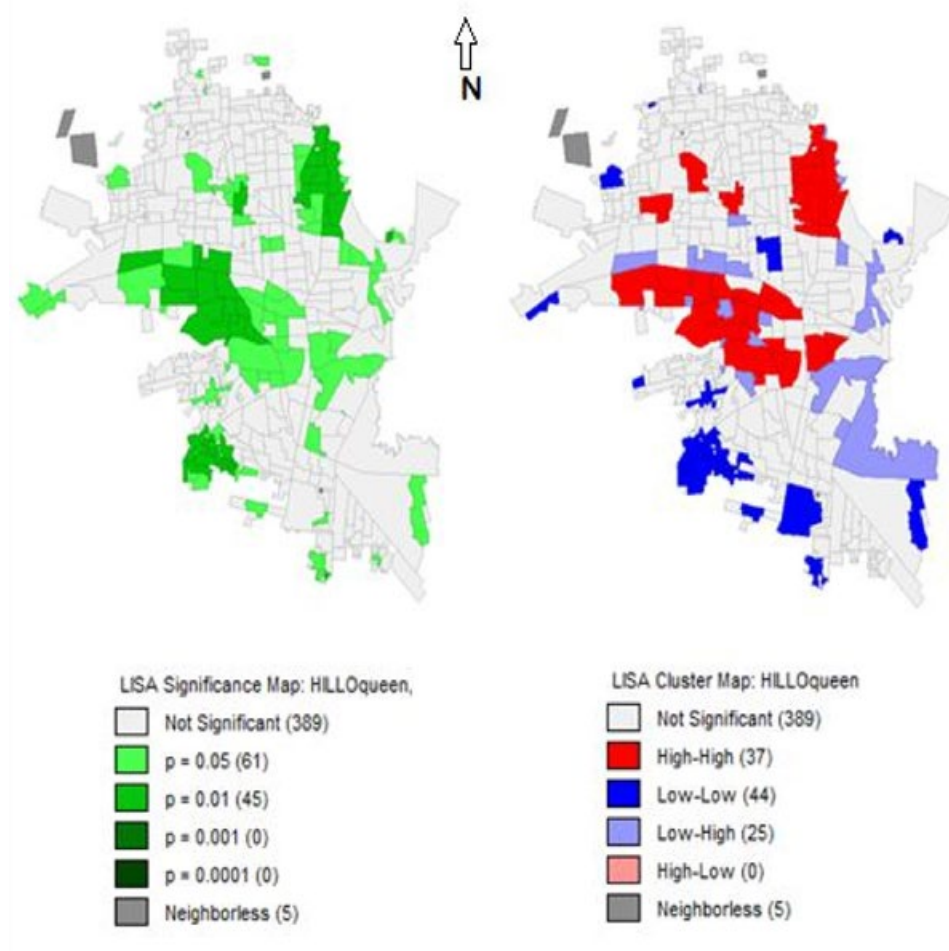 N
LISA Significance Map: HILLOqueen,
Not Significant (389)
p = 0.05 (61)
p = 0.01 (45)
p = 0.001 (0)
p = 0.0001 (0)
Neighborless (5)
LISA Cluster Map: HILLOqueen
Not Significant (389)
High-High (37)
Low-Low (44)
Low-High (25)
High-Low (0)
Neighborless (5)